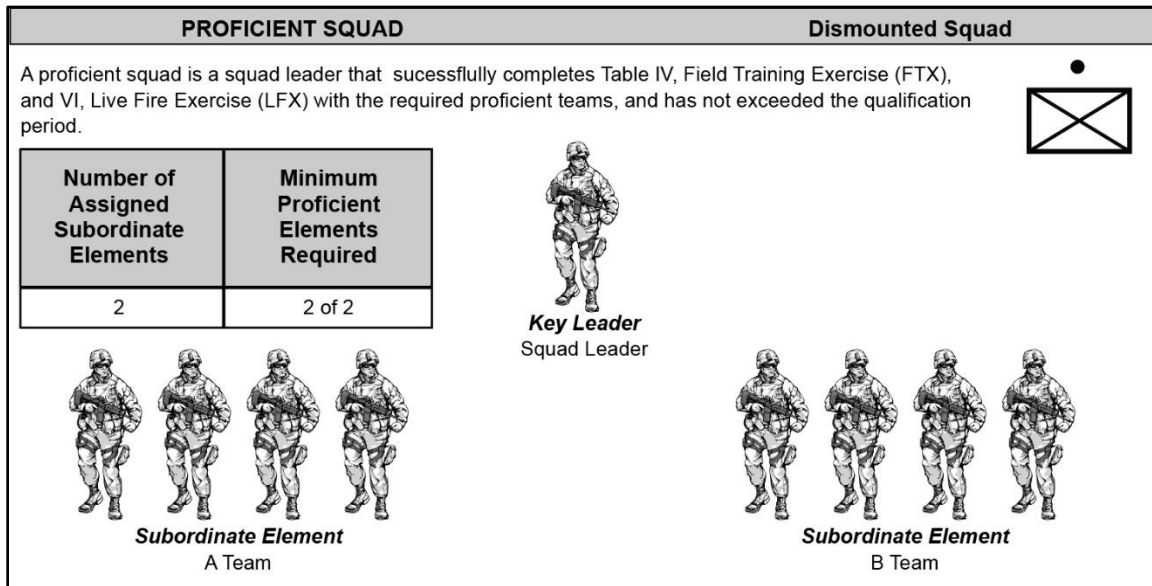 PROFICIENT SQUAD
Dismounted Squad
A proficient squad is a squad leader that sucessfully completes Table IV, Field Training Exercise (FTX),
and VI, Live Fire Exercise (LFX) with the required proficient teams, and has not exceeded the qualification
period.
Number of
Assigned
Subordinate
Elements
Minimum
Proficient
Elements
Required
2
2 of 2
Key Leader
Squad Leader
Subordinate Element
A Team
Subordinate Element
B Team